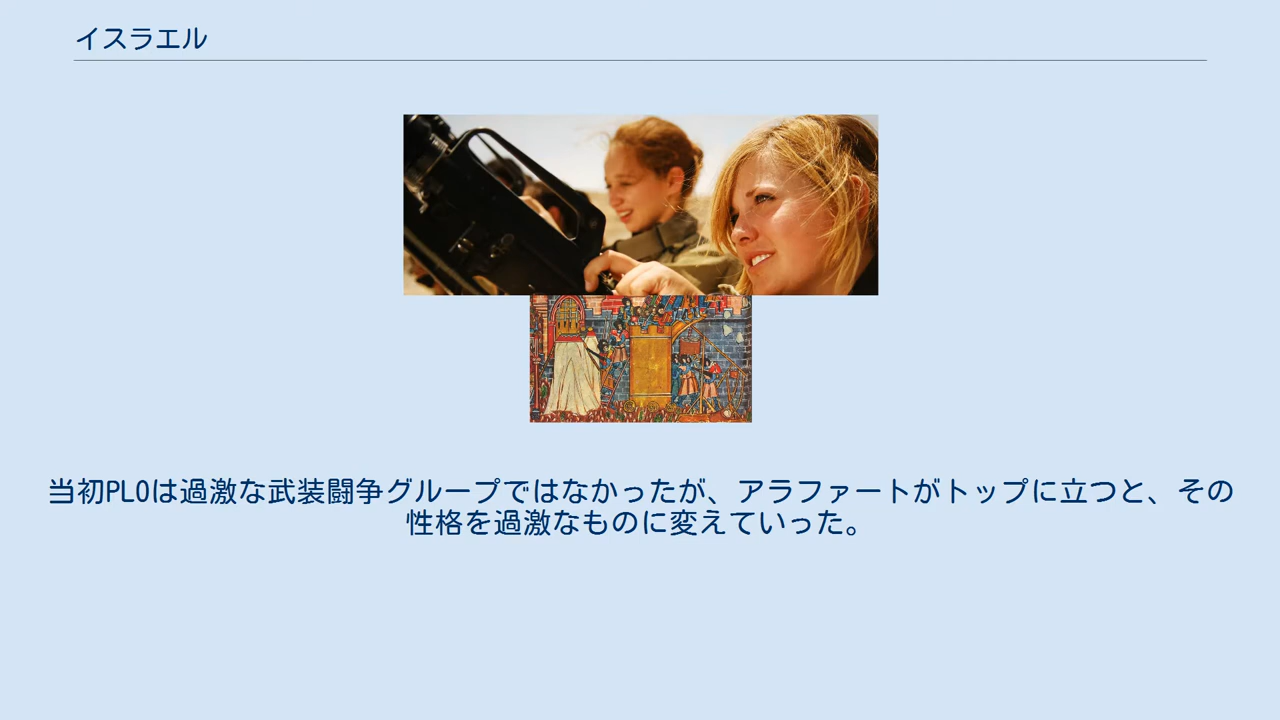 イスラエル
当初PLOは過激な武装闘争グループではなかったが、アラファートがトップに立つと、その
性格を過激なものに変えていった。